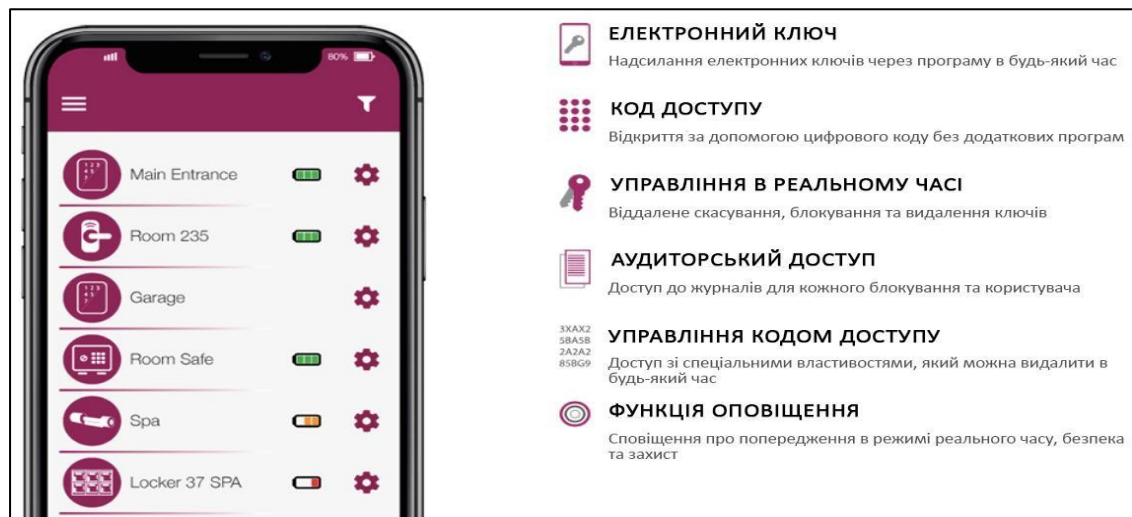 80%
Main Entrance
Room 235
Garage
Room Safe
Spa
Locker 37 SPA
ЕЛЕКТРОННИЙ КЛЮЧ
Надсилання електронних ключів через програму в будь-який час
КОД ДОСТУПУ
Відкриття за допомогою цифрового коду без додаткових програм
УПРАВЛІННЯ В РЕАЛЬНОМУ ЧАСІ
Віддалене скасування, блокування та видалення ключів
АУДИТОРСЬКИЙ ДОСТУП
Доступ до журналів для кожного блокування та користувача
3XAX2
5BA5B
2A2A2
85BG9
УПРАВЛІННЯ КОДОМ ДОСТУПУ
Доступ зі спеціальними властивостями, який можна видалити в
будь-який час
ФУНКЦІЯ ОПОВІЩЕННЯ
Сповіщення про попередження в режимі реального часу, безпека
та захист